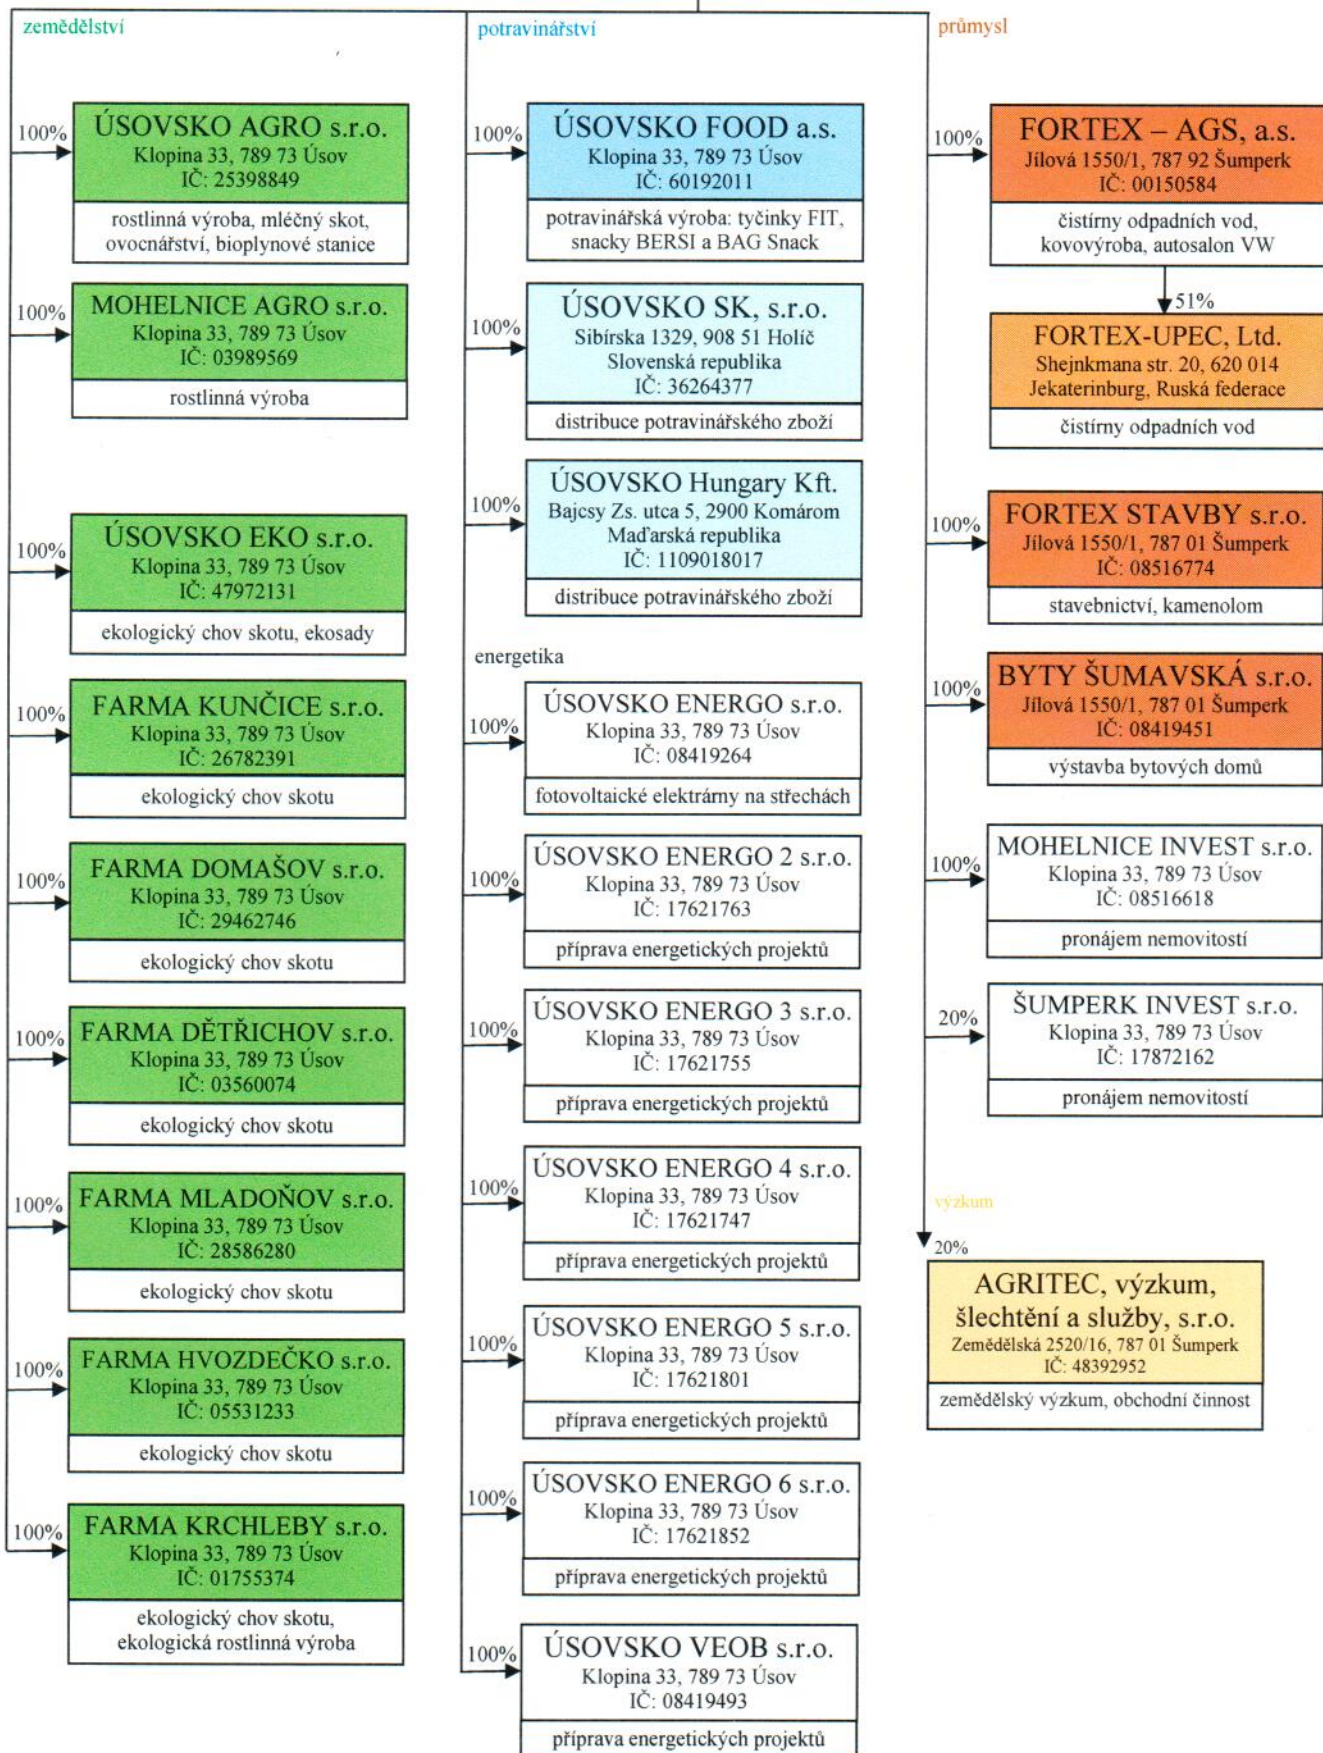 zemědělství
100%
ÚSOVSKO AGRO s.r.o.
Klopina 33, 789 73 Úsov
IČ: 25398849
rostlinná výroba, mléčný skot,
ovocnářství, bioplynové stanice
100%
MOHELNICE AGRO s.r.o.
Klopina 33, 789 73 Úsov
IČ: 03989569
rostlinná výroba
100%
ÚSOVSKO EKO s.r.o.
Klopina 33, 789 73 Úsov
IČ: 47972131
ekologický chov skotu, ekosady
100%
FARMA KUNČICE s.r.o.
Klopina 33, 789 73 Úsov
IČ: 26782391
ekologický chov skotu
100%
FARMA DOMAŠOV s.r.o.
Klopina 33, 789 73 Úsov
IČ: 29462746
ekologický chov skotu
100%
FARMA DĚTŘICHOV s.r.o.
Klopina 33, 789 73 Úsov
IČ: 03560074
ekologický chov skotu
100%
FARMA MLADOŇOV s.r.o.
Klopina 33, 789 73 Úsov
IČ: 28586280
ekologický chov skotu
100%
FARMA HVOZDEČKO s.r.o.
Klopina 33, 789 73 Úsov
IČ: 05531233
ekologický chov skotu
100%
FARMA KRCHLEBY s.r.o.
Klopina 33, 789 73 Úsov
IČ: 01755374
ekologický chov skotu,
ekologická rostlinná výroba
potravinářství
100%
ÚSOVSKO FOOD a.s.
Klopina 33, 789 73 Úsov
IČ: 60192011
potravinářská výroba: tyčinky FIT,
snacky BERSI a BAG Snack
100%
ÚSOVSKO SK, s.r.o.
Sibírska 1329, 908 51 Holíč
Slovenská republika
IČ: 36264377
distribuce potravinářského zboží
100%
ÚSOVSKO Hungary Kft.
Bajcsy Zs. utca 5, 2900 Komárom
Maďarská republika
IČ: 1109018017
distribuce potravinářského zboží
energetika
100%
ÚSOVSKO ENERGO s.r.o.
Klopina 33, 789 73 Úsov
IČ: 08419264
fotovoltaické elektrárny na střechách
100%
ÚSOVSKO ENERGO 2 s.r.o.
Klopina 33, 789 73 Úsov
IČ: 17621763
příprava energetických projektů
100%
ÚSOVSKO ENERGO 3 s.r.o.
Klopina 33, 789 73 Úsov
IČ: 17621755
příprava energetických projektů
100%
ÚSOVSKO ENERGO 4 s.r.o.
Klopina 33, 789 73 Úsov
IČ: 17621747
příprava energetických projektů
100%
ÚSOVSKO ENERGO 5 s.r.o.
Klopina 33, 789 73 Úsov
IČ: 17621801
příprava energetických projektů
100%
ÚSOVSKO ENERGO 6 s.r.o.
Klopina 33, 789 73 Úsov
IČ: 17621852
příprava energetických projektů
100%
ÚSOVSKO VEOB s.r.o.
Klopina 33, 789 73 Úsov
IČ: 08419493
příprava energetických projektů
průmysl
100%
FORTEX – AGS, a.s.
Jílová 1550/1, 787 92 Šumperk
IČ: 00150584
čistírny odpadních vod,
kovovýroba, autosalon VW
51%
FORTEX-UPEC, Ltd.
Shejnkmana str. 20, 620 014
Jekaterinburg, Ruská federace
čistírny odpadních vod
100%
FORTEX STAVBY s.r.o.
Jílová 1550/1, 787 01 Šumperk
IČ: 08516774
stavebnictví, kamenolom
100%
BYTY ŠUMAVSKÁ s.r.o.
Jílová 1550/1, 787 01 Šumperk
IČ: 08419451
výstavba bytových domů
100%
MOHELNICE INVEST s.r.o.
Klopina 33, 789 73 Úsov
IČ: 08516618
pronájem nemovitostí
20%
ŠUMPERK INVEST s.r.o.
Klopina 33, 789 73 Úsov
IČ: 17872162
pronájem nemovitostí
výzkum
20%
AGRITEC, výzkum,
šlechtění a služby, s.r.o.
Zemědělská 2520/16, 787 01 Šumperk
IČ: 48392952
zemědělský výzkum, obchodní činnost